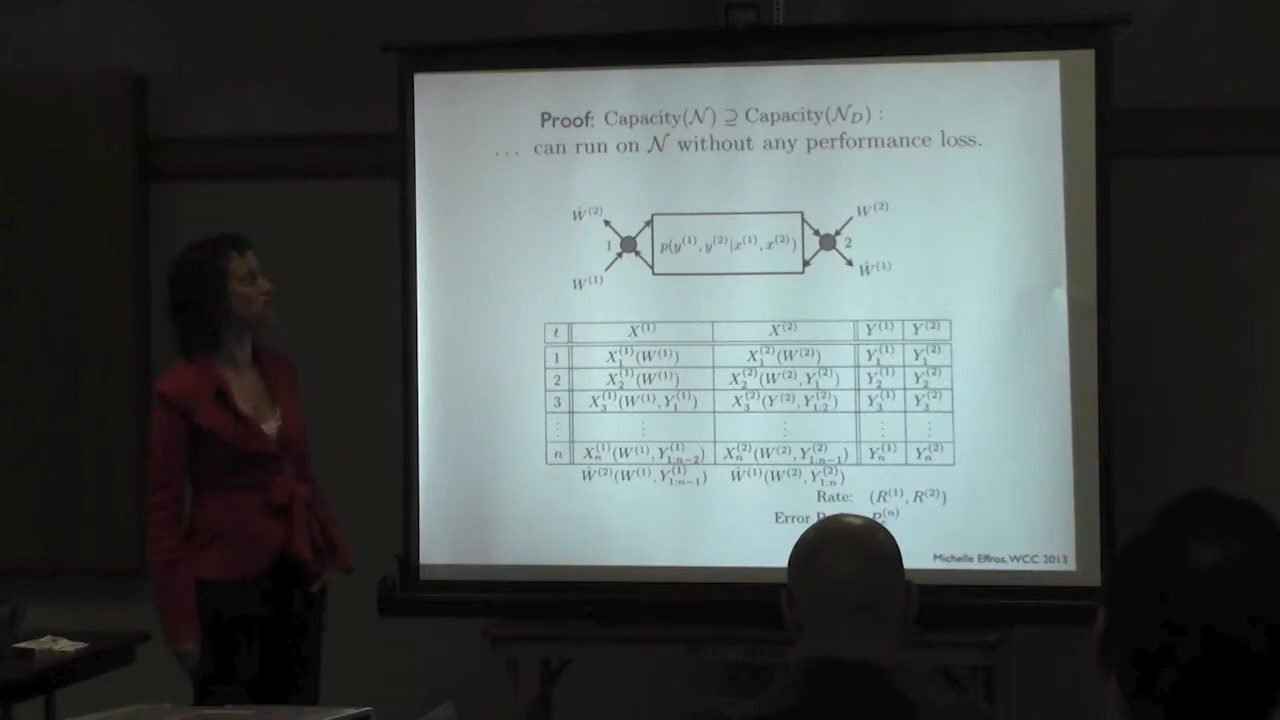 Proof: Capacity(𝒩) ⊇ Capacity(𝒩_D) :
... can run on 𝒩 without any performance loss.
Ŵ^(2) W^(2)
1 p(y^(1), y^(2)|x^(1), x^(2)) 2
W^(1) Ŵ^(1)
t X^(1) X^(2) Y^(1) Y^(2)
1 X_1^(1)(W^(1)) X_1^(2)(W^(2)) Y_1^(1) Y_1^(2)
2 X_2^(1)(W^(1)) X_2^(2)(W^(2), Y_1^(2)) Y_2^(1) Y_2^(2)
3 X_3^(1)(W^(1), Y_1^(1)) X_3^(2)(Y^(2), Y_{1:2}^(2)) Y_3^(1) Y_3^(2)
⋮ ⋮ ⋮ ⋮ ⋮
n X_n^(1)(W^(1), Y_{1:n-2}^(1)) X_n^(2)(W^(2), Y_{1:n-1}^(2)) Y_n^(1) Y_n^(2)
Ŵ^(2)(W^(1), Y_{1:n-1}^(1)) Ŵ^(1)(W^(2), Y_{1:n}^(2))
Rate: (R^(1), R^(2))
Error
Michelle Effros, WCC 2013